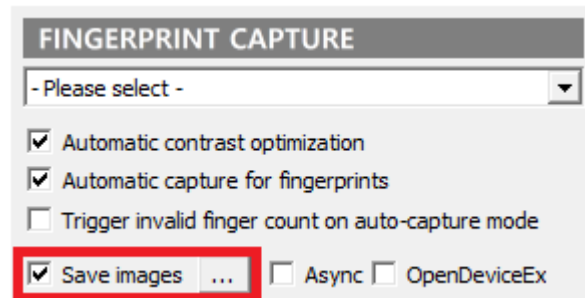 FINGERPRINT CAPTURE
- Please select -
Automatic contrast optimization
Automatic capture for fingerprints
Trigger invalid finger count on auto-capture mode
Save images ... Async OpenDeviceEx